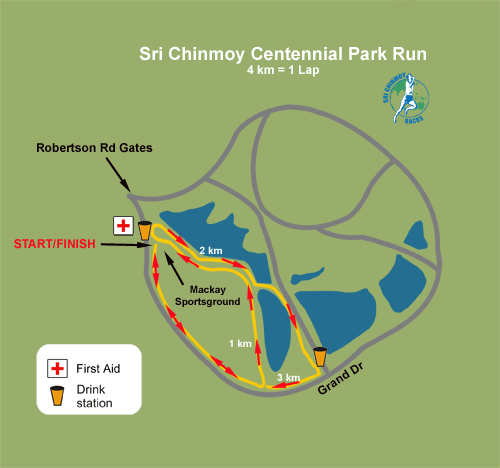 Sri Chinmoy Centennial Park Run
4 km = 1 Lap
SRI CHINMOY
RACES
Robertson Rd Gates
START/FINISH
2 km
Mackay
Sportsground
1 km
3 km
Grand Dr
First Aid
Drink
station